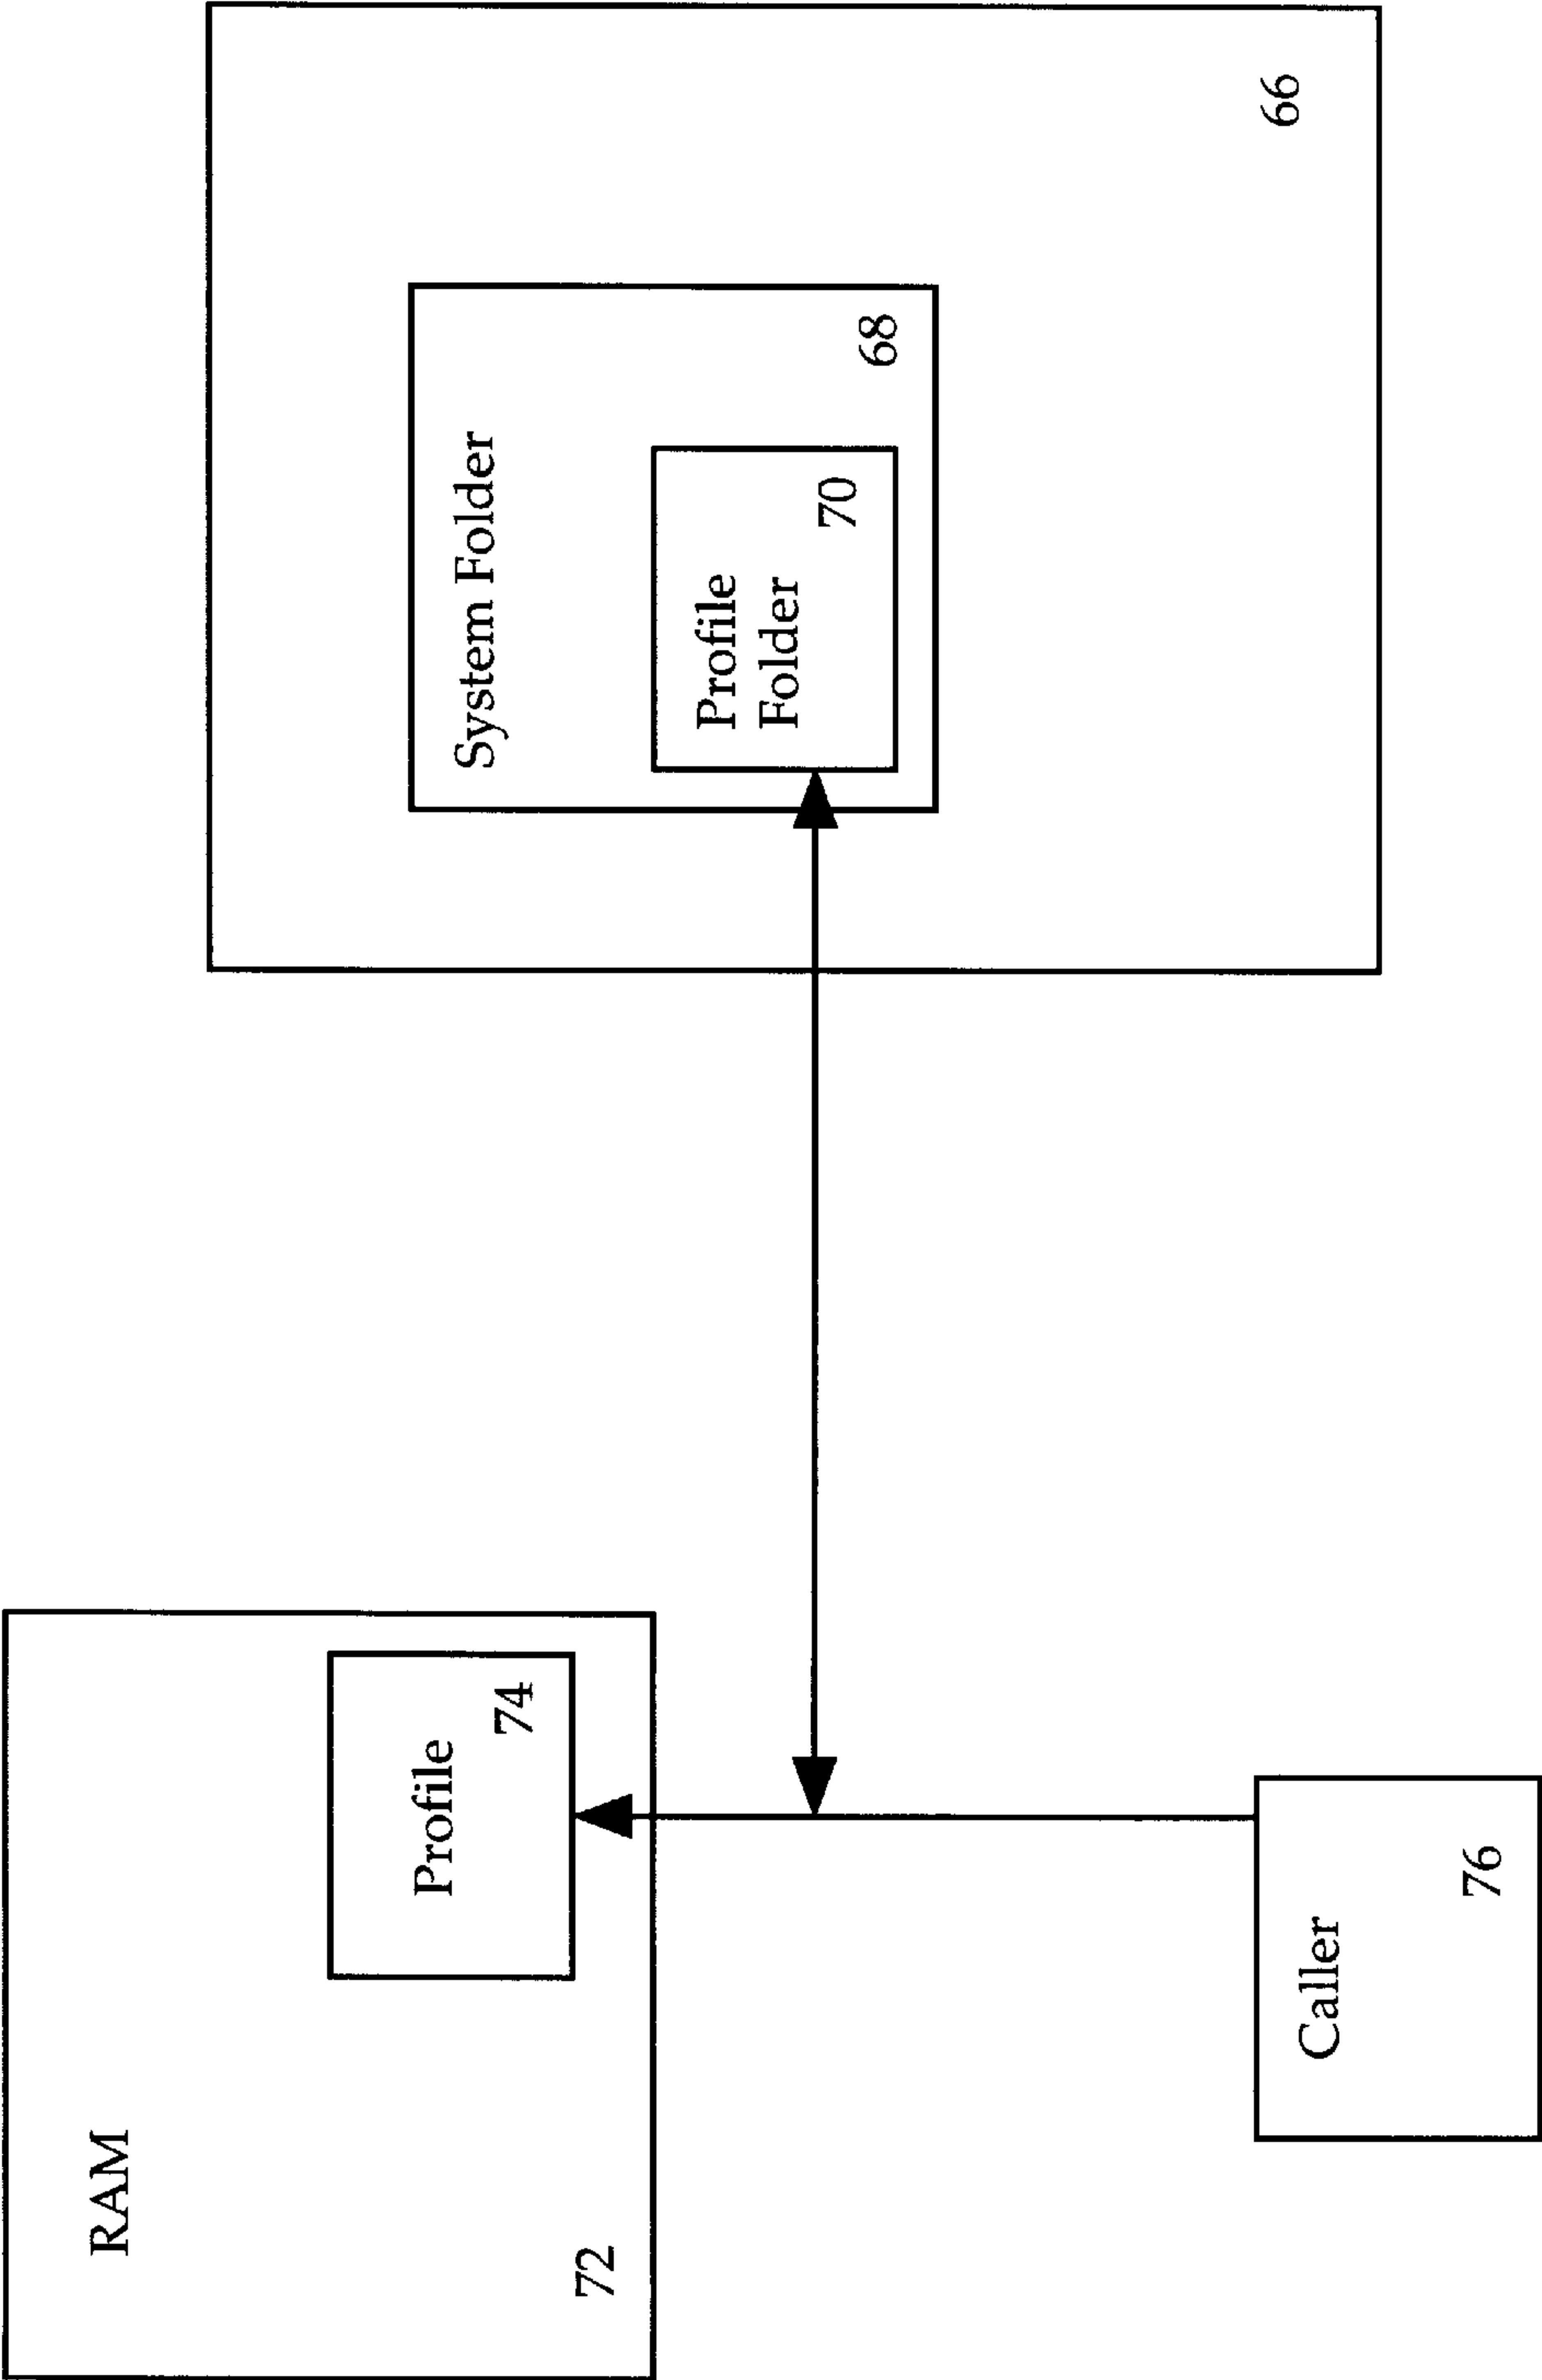 RAM
Profile
74
72
Caller
76
System Folder
Profile
Folder
70
68
66